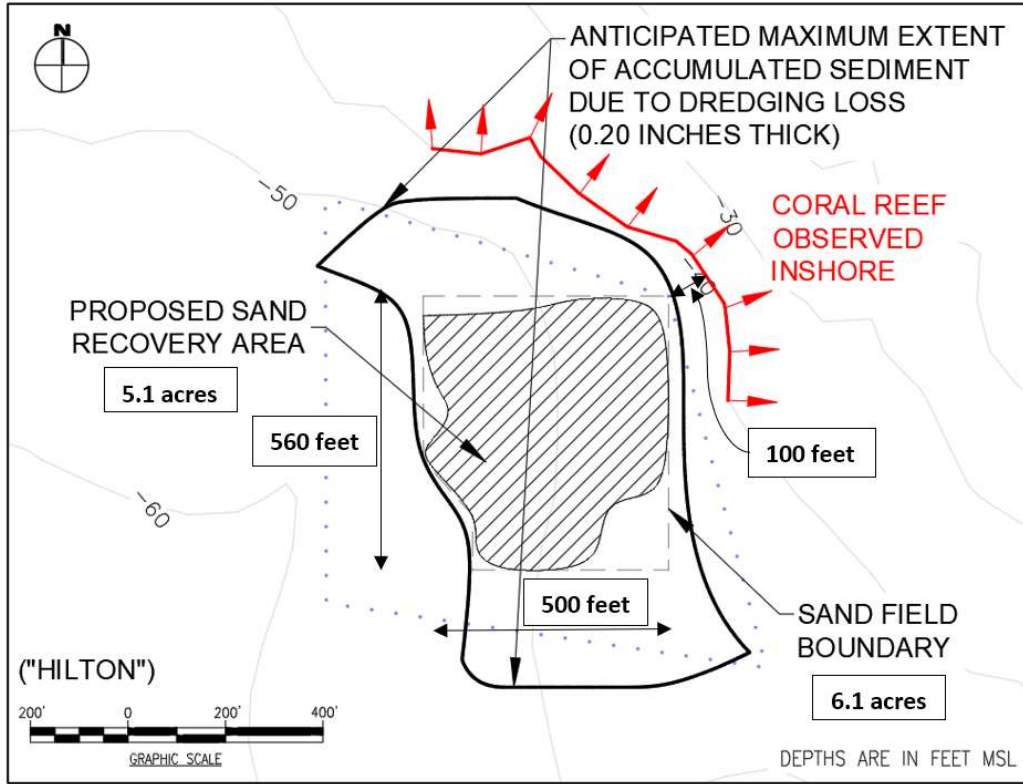 N
ANTICIPATED MAXIMUM EXTENT
OF ACCUMULATED SEDIMENT
DUE TO DREDGING LOSS
(0.20 INCHES THICK)
-50
-30
CORAL REEF
OBSERVED
INSHORE
PROPOSED SAND
RECOVERY AREA
5.1 acres
560 feet
100 feet
-60
500 feet
SAND FIELD
BOUNDARY
6.1 acres
("HILTON")
200' 0 200' 400'
GRAPHIC SCALE
DEPTHS ARE IN FEET MSL